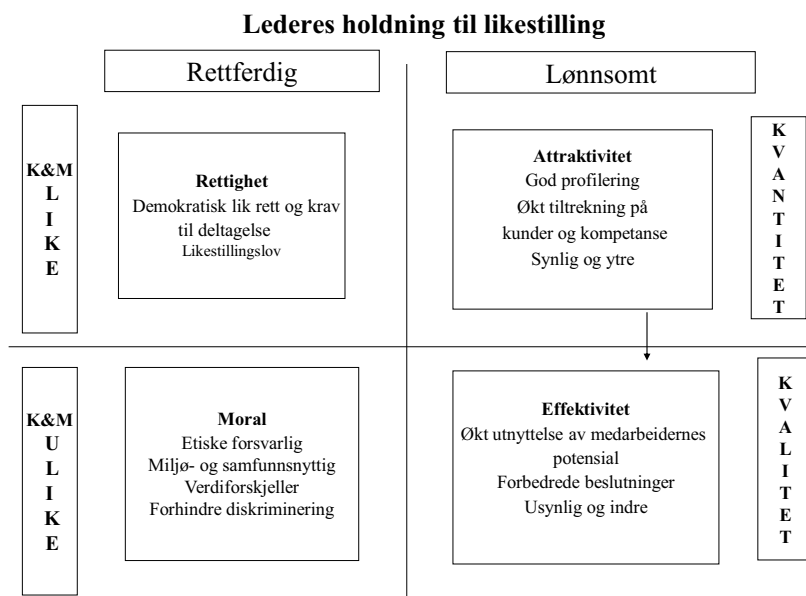 Lederes holdning til likestilling
Rettferdig
Lønnsomt
K&M
L
I
K
E
Rettighet
Demokratisk lik rett og krav
til deltagelse
Likestillingslov
Attraktivitet
God profilering
Økt tiltrekning på
kunder og kompetanse
Synlig og ytre
K
V
A
N
T
I
T
E
T
K&M
U
L
I
K
E
Moral
Etiske forsvarlig
Miljø- og samfunnsnyttig
Verdiforskjeller
Forhindre diskriminering
Effektivitet
Økt utnyttelse av medarbeidernes
potensial
Forbedrede beslutninger
Usynlig og indre
K
V
A
L
I
T
E
T